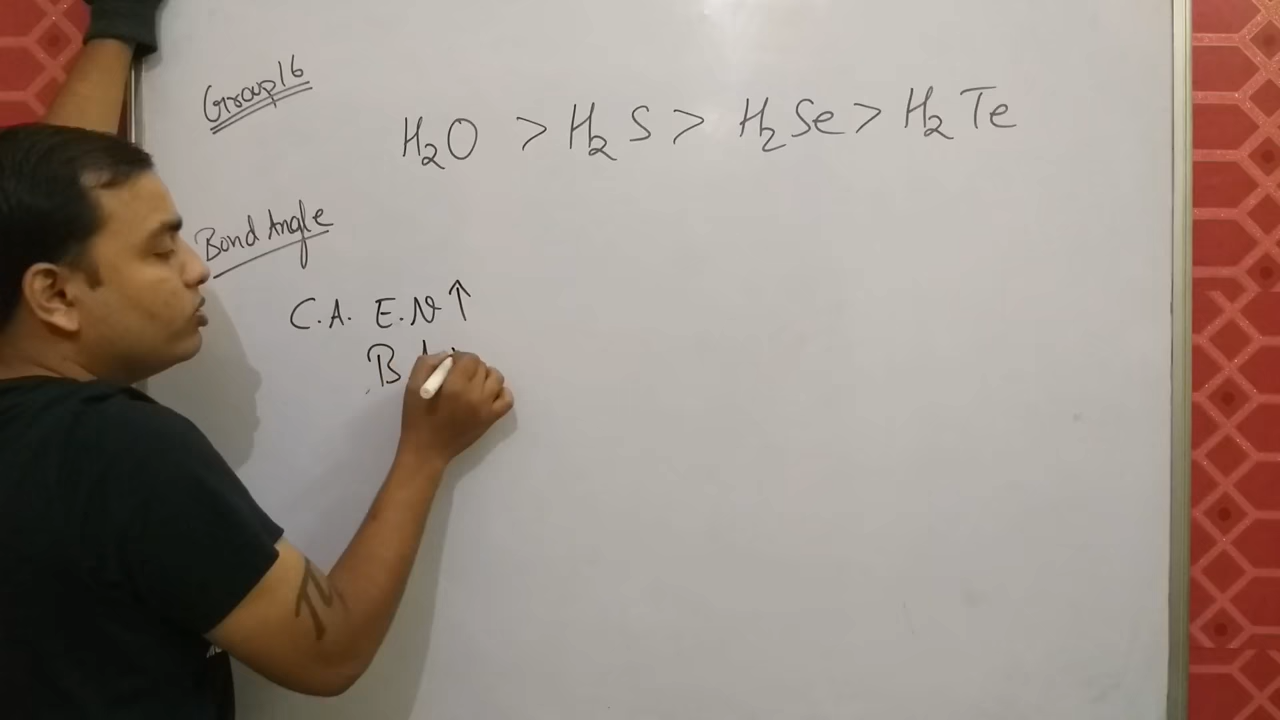 Group 16
H₂O > H₂S > H₂Se > H₂Te
Bond Angle
C.A. E.N ↑
B